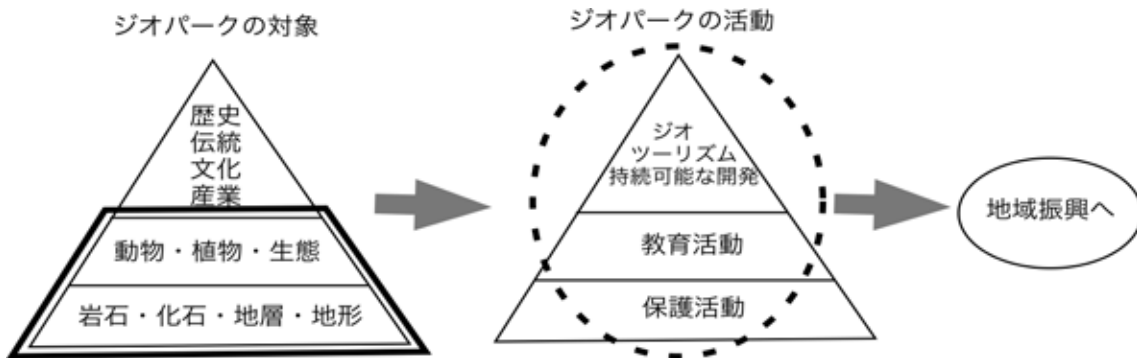 ジオパークの対象
歴史
伝統
文化
産業
動物・植物・生態
岩石・化石・地層・地形
ジオパークの活動
ジオ
ツーリズム
持続可能な開発
教育活動
保護活動
地域振興へ